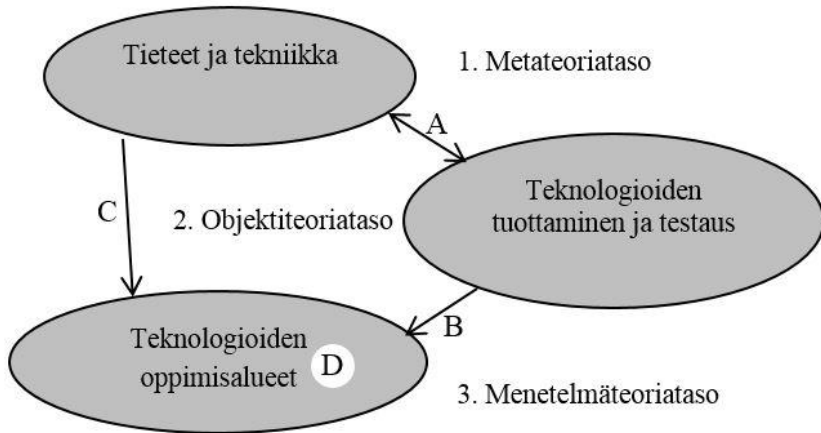 Tieteet ja tekniikka
1. Metateoriataso
A
Teknologioiden
tuottaminen ja testaus
C
2. Objektiteoriataso
B
Teknologioiden
oppimisalueet
D
3. Menetelmäteoriataso